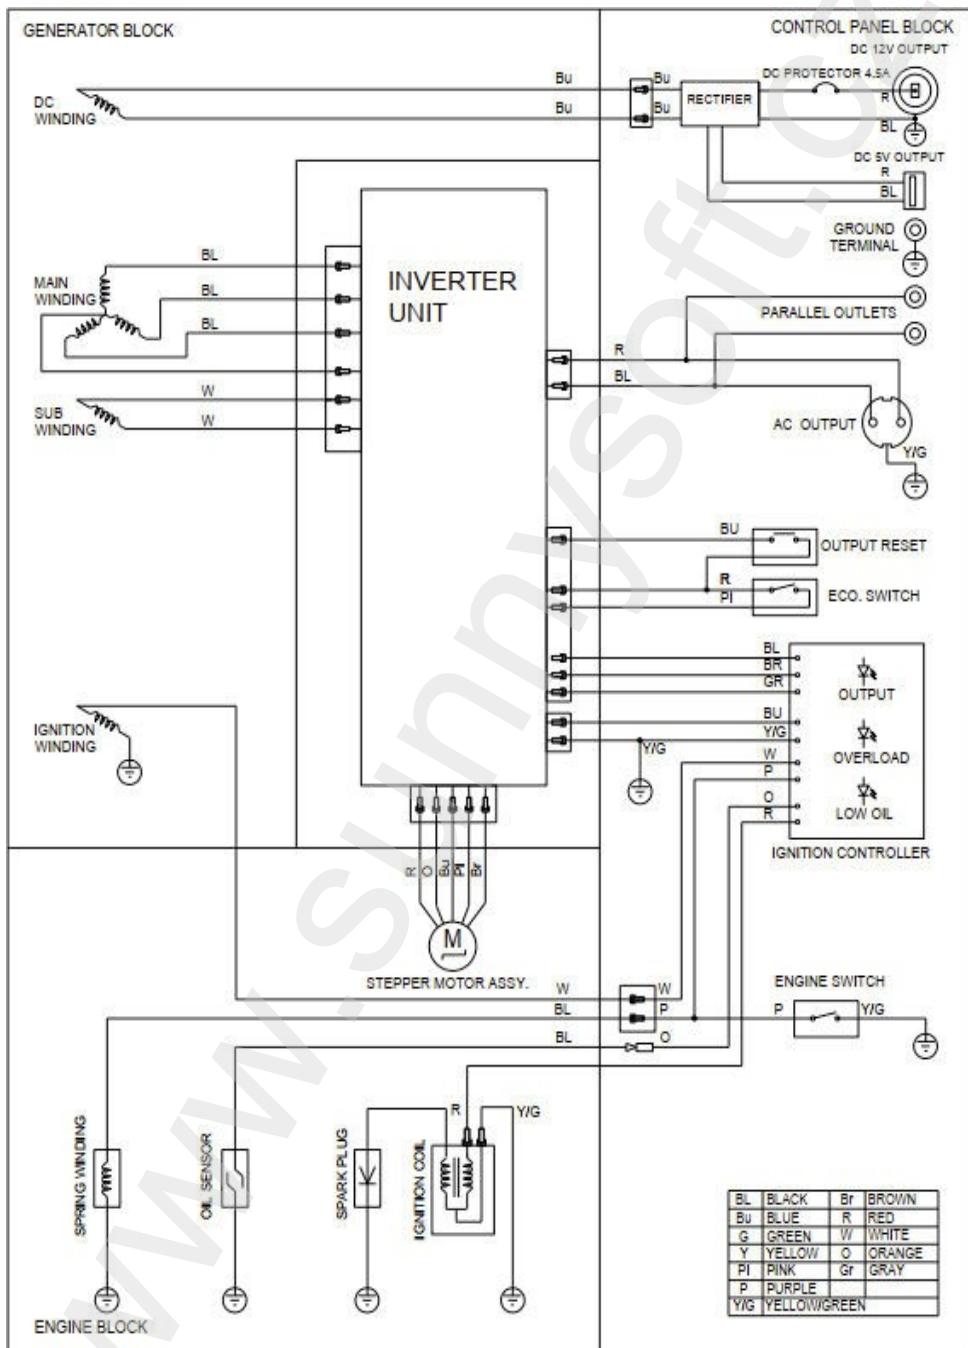 GENERATOR BLOCK
CONTROL PANEL BLOCK
DC 12V OUTPUT
DC PROTECTOR 4.5A
Bu
Bu
R
DC
WINDING
Bu
Bu
RECTIFIER
BL
DC 5V OUTPUT
R
BL
GROUND
TERMINAL
INVERTER
UNIT
MAIN
WINDING
BL
BL
BL
PARALLEL OUTLETS
R
BL
SUB
WINDING
W
W
AC OUTPUT
Y/G
BU
OUTPUT RESET
R
PI
ECO. SWITCH
BL
BR
GR
OUTPUT
BU
Y/G
Y/G
OVERLOAD
W
P
O
R
LOW OIL
IGNITION CONTROLLER
IGNITION
WINDING
R
O
Bu
PI
Br
M
STEPPER MOTOR ASSY.
W
W
BL
P
ENGINE SWITCH
P
Y/G
BL
O
SPRING WINDING
OIL SENSOR
SPARK PLUG
R
Y/G
IGNITION COIL
BL BLACK Br BROWN
Bu BLUE R RED
G GREEN W WHITE
Y YELLOW O ORANGE
PI PINK Gr GRAY
P PURPLE
Y/G YELLOW/GREEN
ENGINE BLOCK
www.sunnysoft.cz